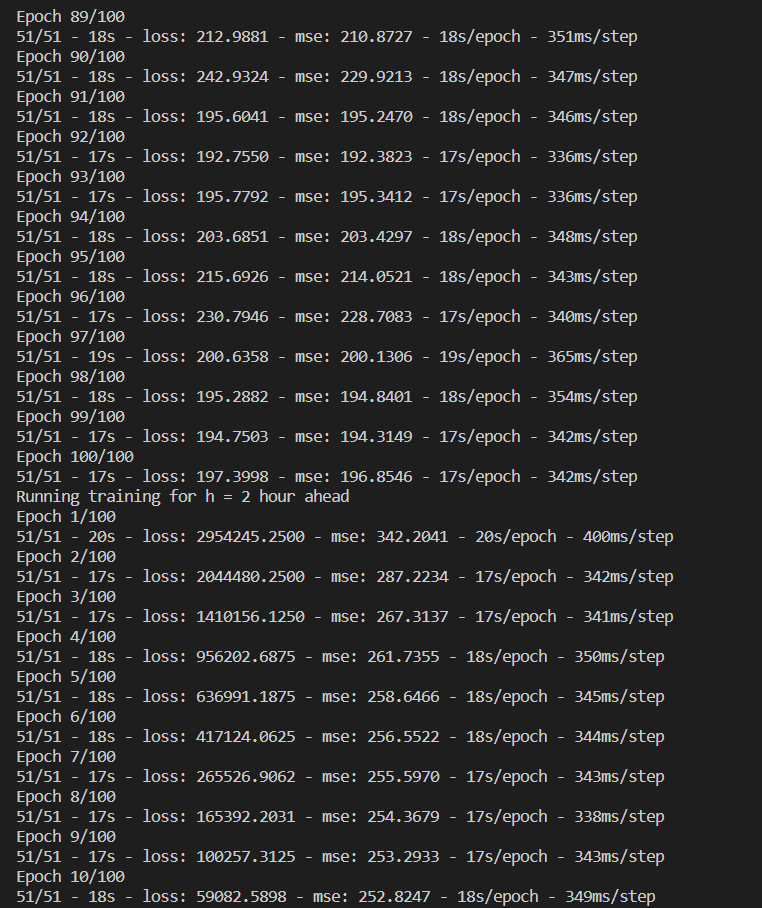 Epoch 89/100
51/51 - 18s - loss: 212.9881 - mse: 210.8727 - 18s/epoch - 351ms/step
Epoch 90/100
51/51 - 18s - loss: 242.9324 - mse: 229.9213 - 18s/epoch - 347ms/step
Epoch 91/100
51/51 - 18s - loss: 195.6041 - mse: 195.2470 - 18s/epoch - 346ms/step
Epoch 92/100
51/51 - 17s - loss: 192.7550 - mse: 192.3823 - 17s/epoch - 336ms/step
Epoch 93/100
51/51 - 17s - loss: 195.7792 - mse: 195.3412 - 17s/epoch - 336ms/step
Epoch 94/100
51/51 - 18s - loss: 203.6851 - mse: 203.4297 - 18s/epoch - 348ms/step
Epoch 95/100
51/51 - 18s - loss: 215.6926 - mse: 214.0521 - 18s/epoch - 343ms/step
Epoch 96/100
51/51 - 17s - loss: 230.7946 - mse: 228.7083 - 17s/epoch - 340ms/step
Epoch 97/100
51/51 - 19s - loss: 200.6358 - mse: 200.1306 - 19s/epoch - 365ms/step
Epoch 98/100
51/51 - 18s - loss: 195.2882 - mse: 194.8401 - 18s/epoch - 354ms/step
Epoch 99/100
51/51 - 17s - loss: 194.7503 - mse: 194.3149 - 17s/epoch - 342ms/step
Epoch 100/100
51/51 - 17s - loss: 197.3998 - mse: 196.8546 - 17s/epoch - 342ms/step
Running training for h = 2 hour ahead
Epoch 1/100
51/51 - 20s - loss: 2954245.2500 - mse: 342.2041 - 20s/epoch - 400ms/step
Epoch 2/100
51/51 - 17s - loss: 2044480.2500 - mse: 287.2234 - 17s/epoch - 342ms/step
Epoch 3/100
51/51 - 17s - loss: 1410156.1250 - mse: 267.3137 - 17s/epoch - 341ms/step
Epoch 4/100
51/51 - 18s - loss: 956202.6875 - mse: 261.7355 - 18s/epoch - 350ms/step
Epoch 5/100
51/51 - 18s - loss: 636991.1875 - mse: 258.6466 - 18s/epoch - 345ms/step
Epoch 6/100
51/51 - 18s - loss: 417124.0625 - mse: 256.5522 - 18s/epoch - 344ms/step
Epoch 7/100
51/51 - 17s - loss: 265526.9062 - mse: 255.5970 - 17s/epoch - 343ms/step
Epoch 8/100
51/51 - 17s - loss: 165392.2031 - mse: 254.3679 - 17s/epoch - 338ms/step
Epoch 9/100
51/51 - 17s - loss: 100257.3125 - mse: 253.2933 - 17s/epoch - 343ms/step
Epoch 10/100
51/51 - 18s - loss: 59082.5898 - mse: 252.8247 - 18s/epoch - 349ms/step